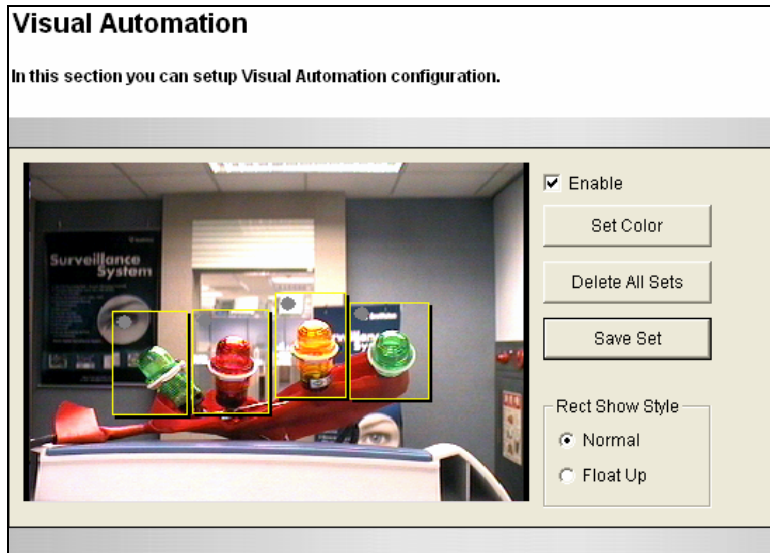 Visual Automation
In this section you can setup Visual Automation configuration.
Surveillance
System
Enable
Set Color
Delete All Sets
Save Set
Rect Show Style
Normal
Float Up